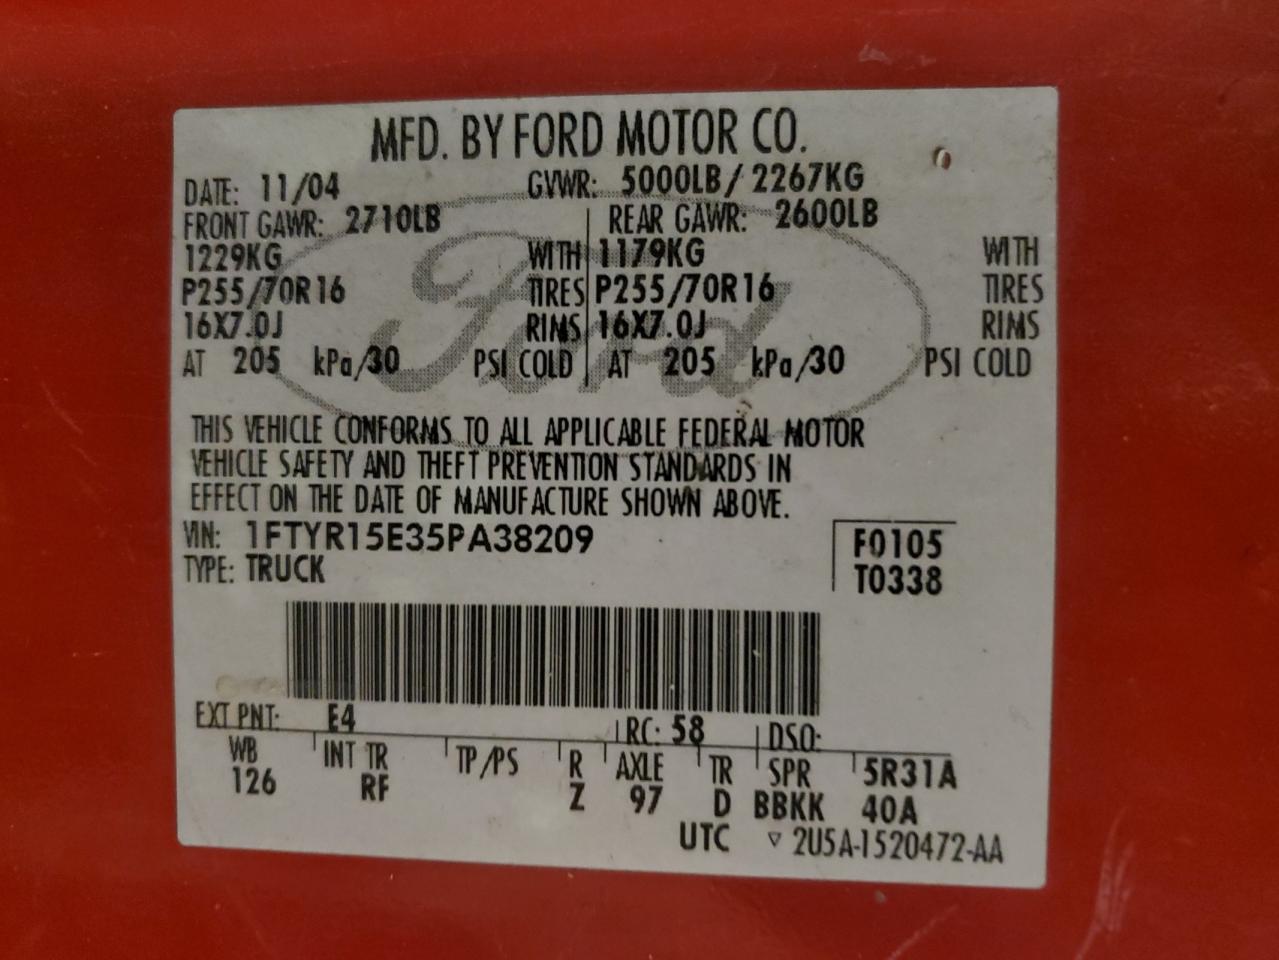 MFD. BY FORD MOTOR CO.
DATE: 11/04 GVWR: 5000LB / 2267KG
FRONT GAWR: 2710LB REAR GAWR: 2600LB
1229KG WITH 1179KG WITH
P255/70R16 TIRES P255/70R16 TIRES
16X7.0J RIMS 16X7.0J RIMS
AT 205 kPa/30 PSI COLD AT 205 kPa/30 PSI COLD
Ford
THIS VEHICLE CONFORMS TO ALL APPLICABLE FEDERAL MOTOR
VEHICLE SAFETY AND THEFT PREVENTION STANDARDS IN
EFFECT ON THE DATE OF MANUFACTURE SHOWN ABOVE.
VIN: 1FTYR15E35PA38209 F0105
TYPE: TRUCK T0338
EXT PNT: E4 RC: 58 DSO:
WB INT TR TP/PS R AXLE TR SPR 5R31A
126 RF Z 97 D BBKK 40A
UTC ▽ 2U5A-1520472-AA